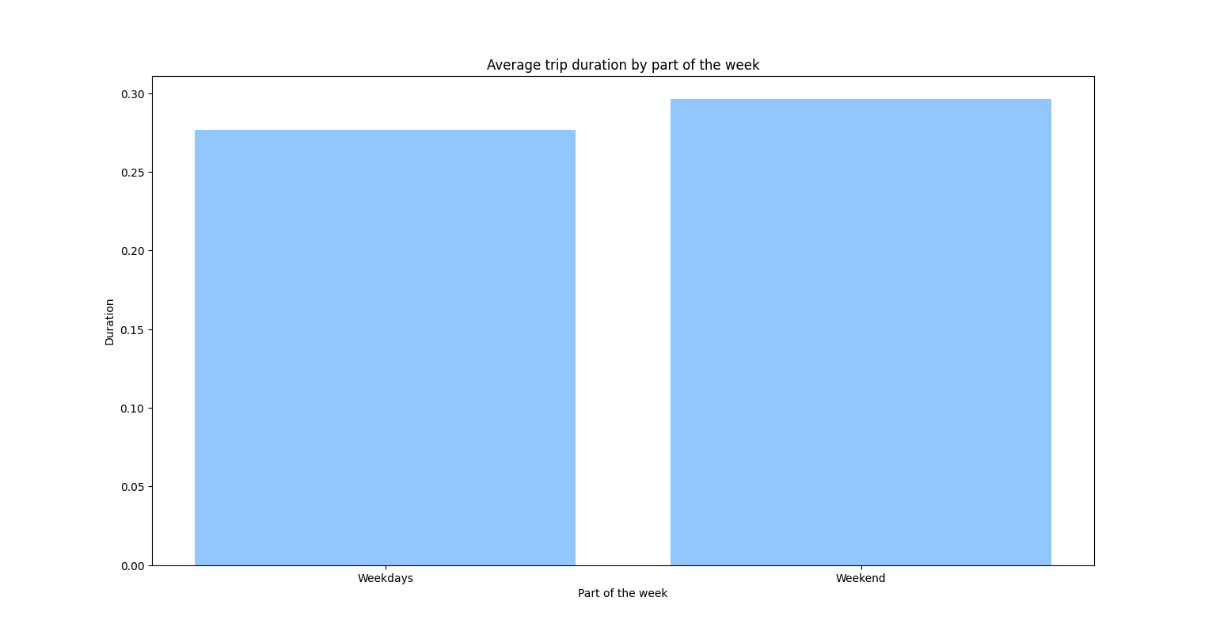 Average trip duration by part of the week
0.30
0.25
0.20
0.15
0.10
0.05
0.00
Duration
Weekdays Weekend
Part of the week